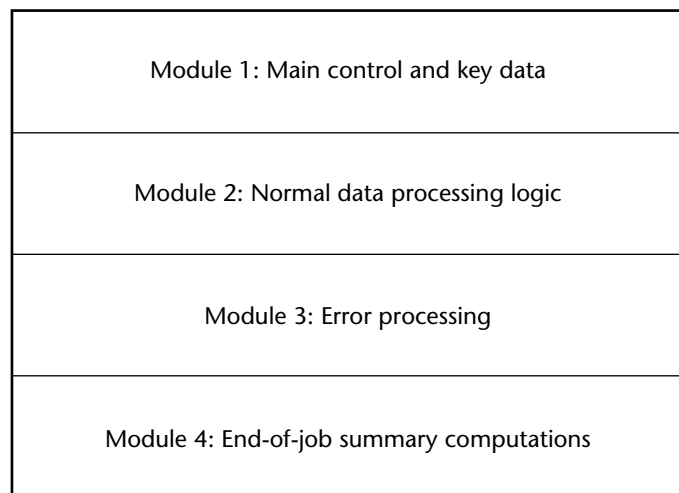 Module 1: Main control and key data
Module 2: Normal data processing logic
Module 3: Error processing
Module 4: End-of-job summary computations